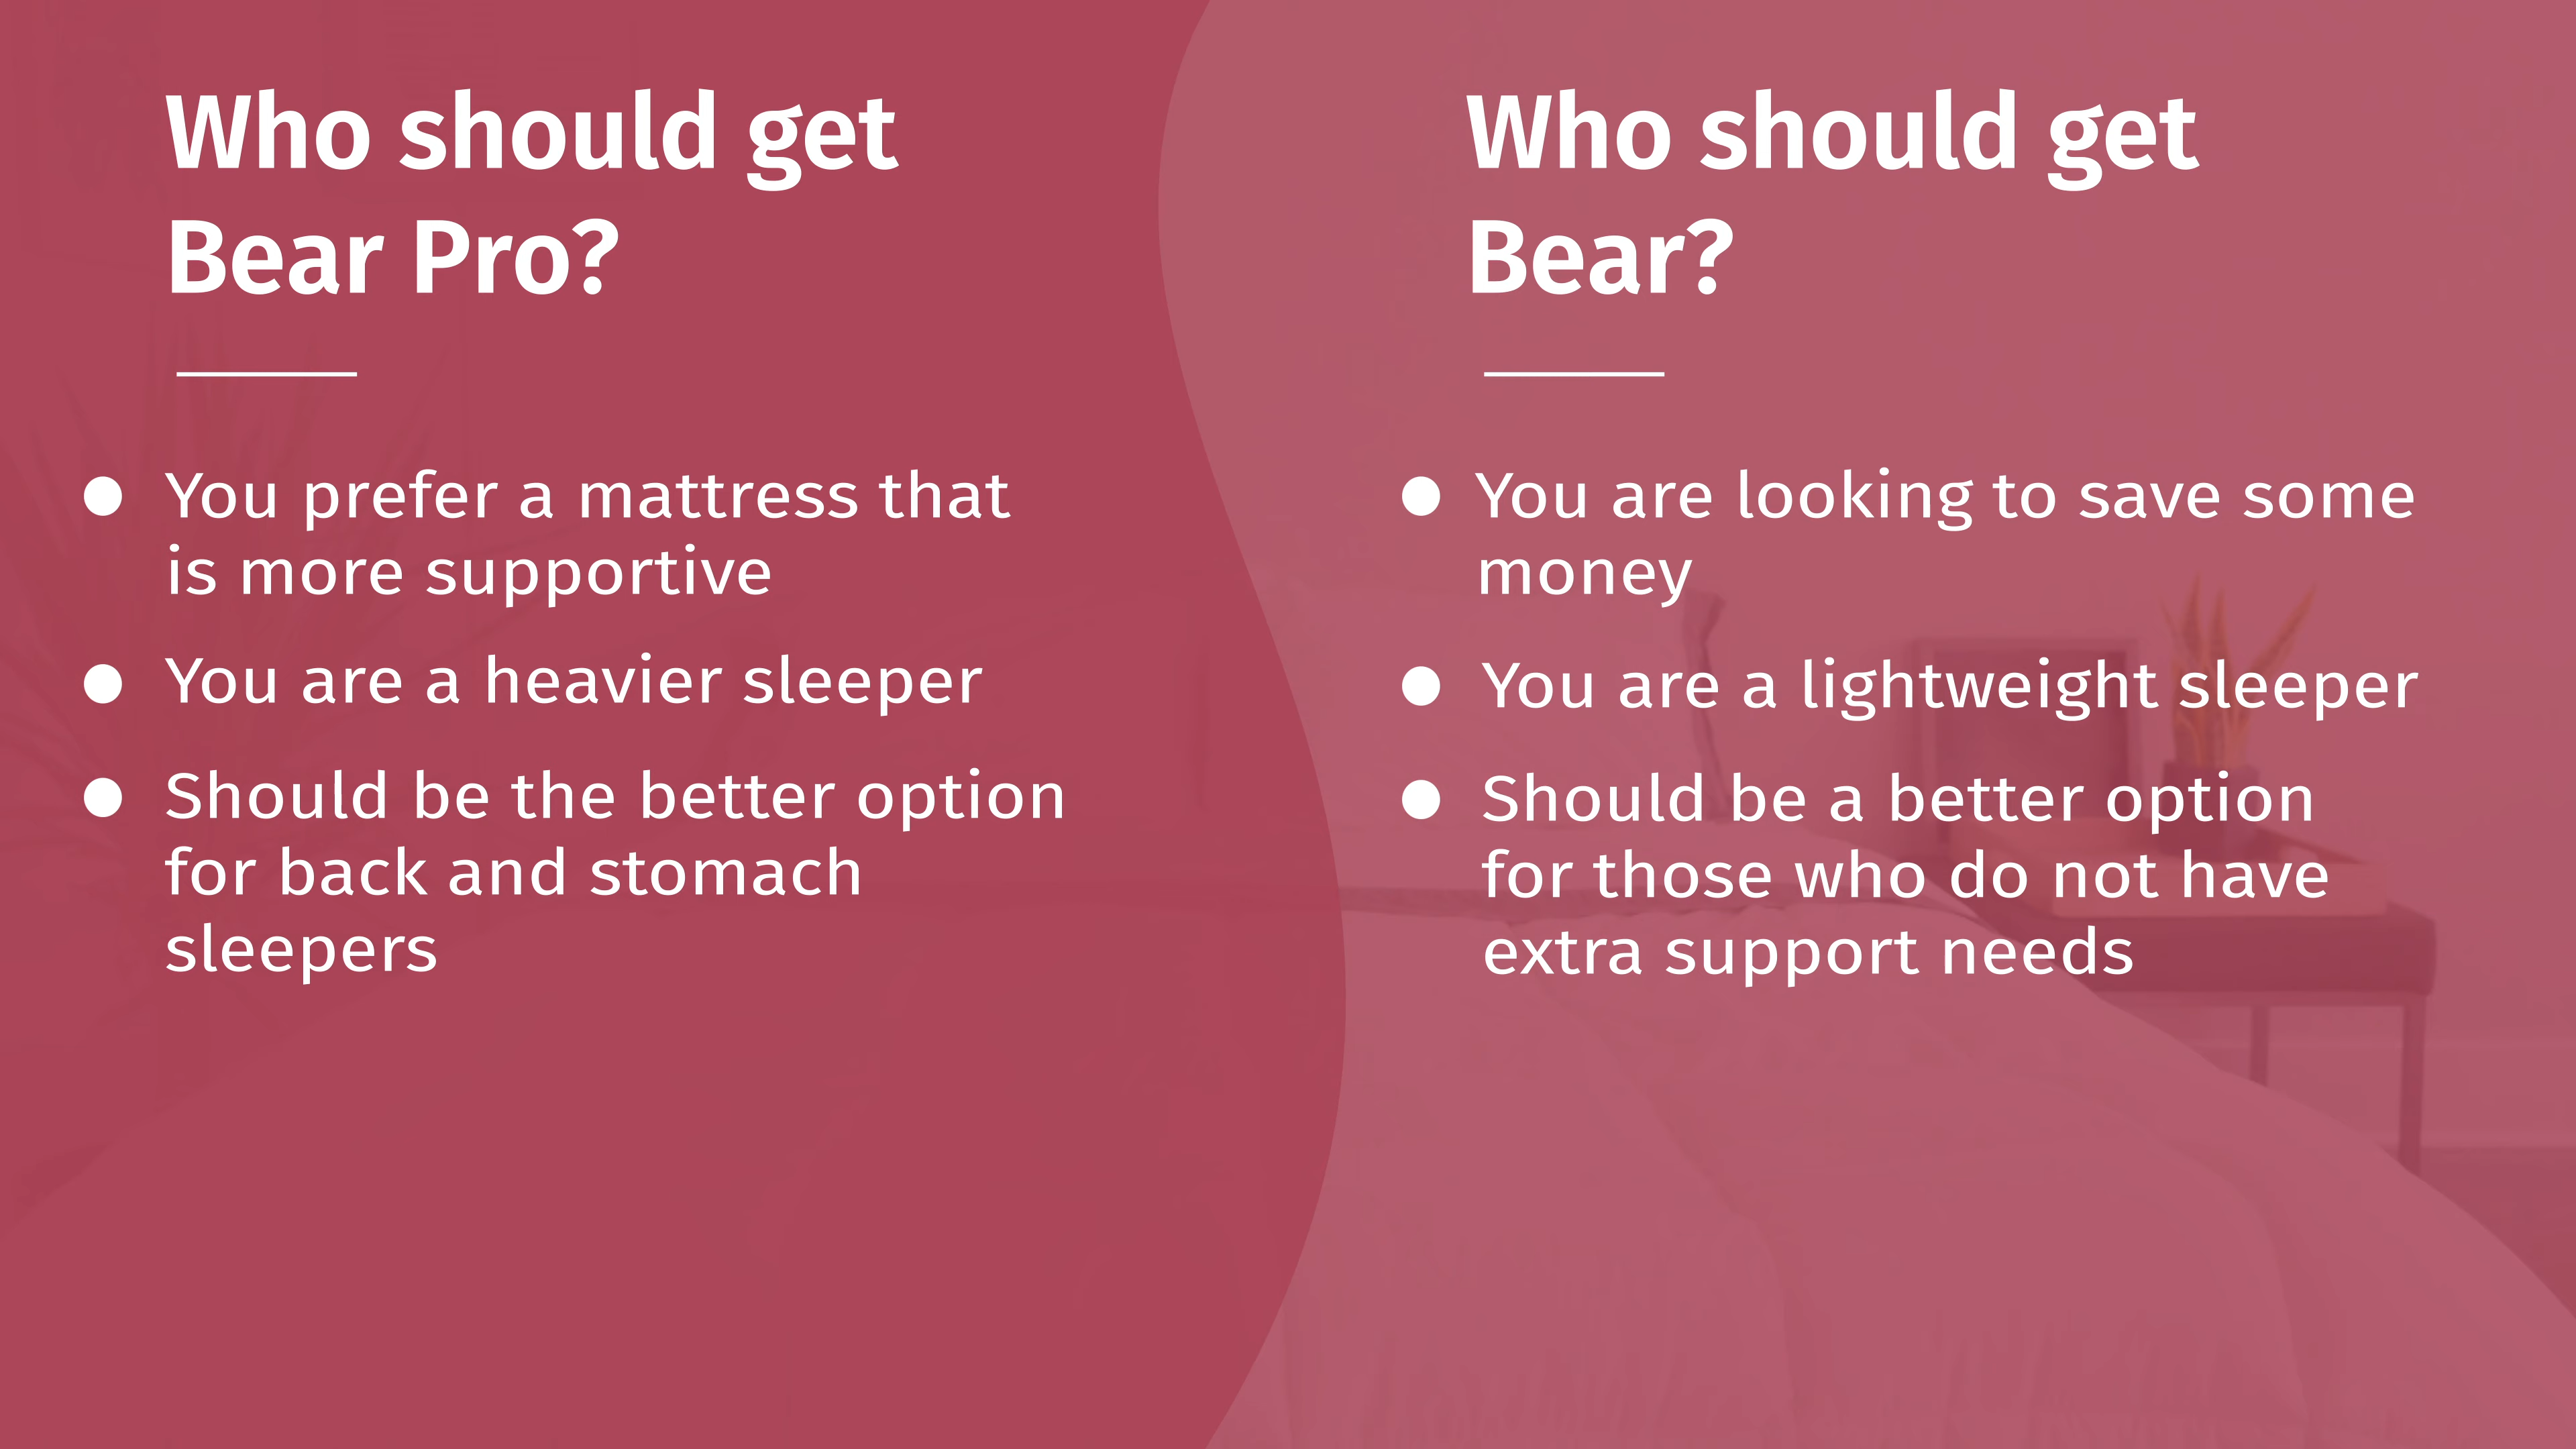 Who should get
Bear Pro?
● You prefer a mattress that
is more supportive
● You are a heavier sleeper
● Should be the better option
for back and stomach
sleepers
Who should get
Bear?
● You are looking to save some
money
● You are a lightweight sleeper
● Should be a better option
for those who do not have
extra support needs